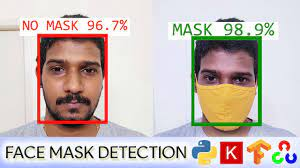 NO MASK 96.7%
MASK 98.9%
FACE MASK DETECTION
K